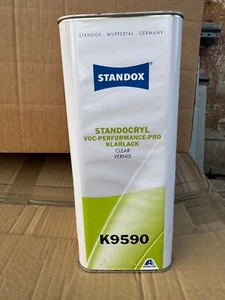 STANDOX · WUPPERTAL · GERMANY
STANDOX
STANDOCRYL
VOC-PERFORMANCE-PRO
KLARLACK
CLEAR
VERNIS
K9590